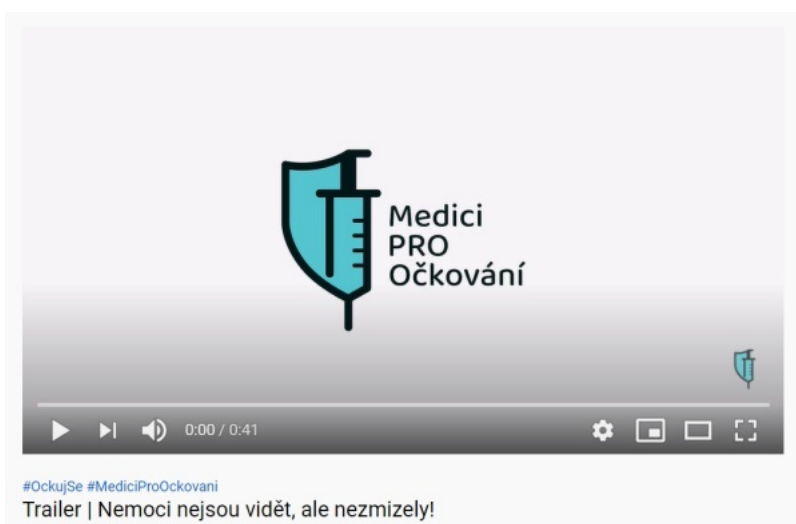 Medici
PRO
Očkování
0:00 / 0:41
#OckujSe #MediciProOckovani
Trailer | Nemoci nejsou vidět, ale nezmizely!